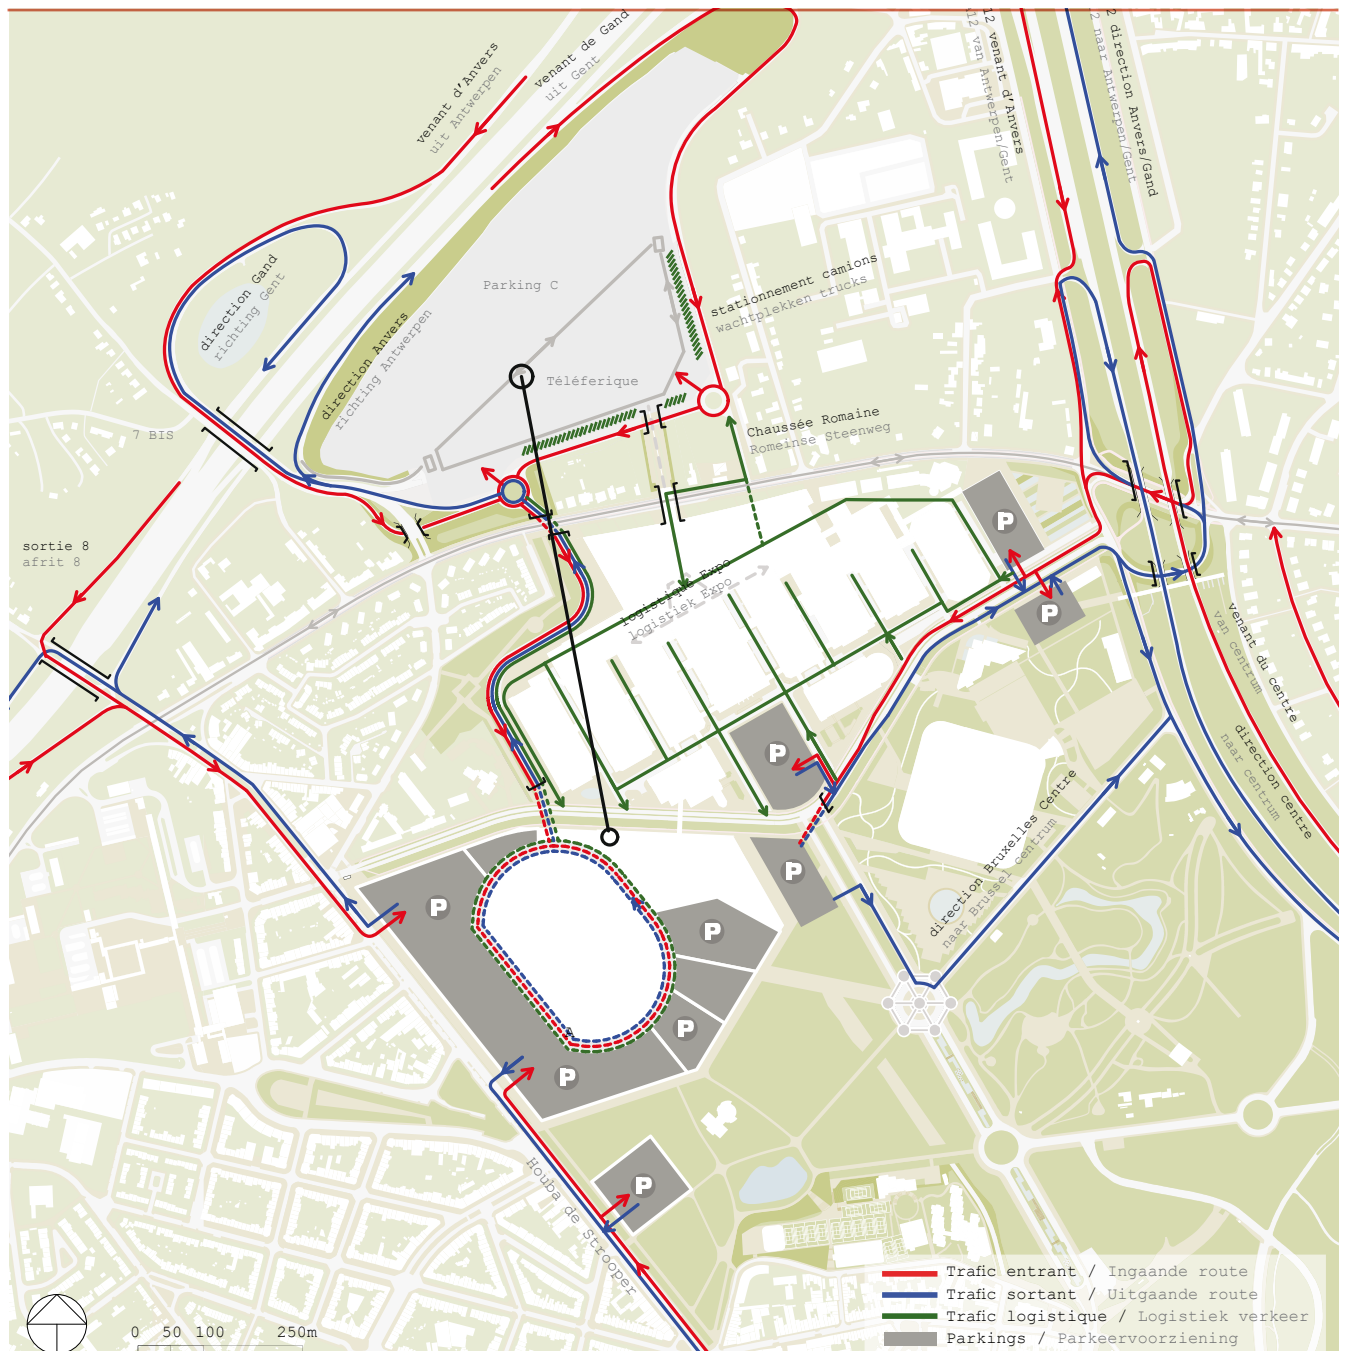 venant d'Anvers
uit Antwerpen
venant de Gand
uit Gent
12 venant d'Anvers
12 van Antwerpen/Gent
2 direction Anvers/Gand
2 naar Antwerpen/Gent
direction Gand
richting Gent
Parking C
stationnement camions
wachtplekken trucks
direction Anvers
richting Antwerpen
Téléferique
7 BIS
Chaussée Romaine
Romeinse Steenweg
sortie 8
afrit 8
P
logistique Expo
logistiek Expo
P
venant du centre
van centrum
P
direction centre
naar centrum
direction Bruxelles Centre
naar Brussel centrum
P
P
P
P
P
P
Houba de Strooper
Trafic entrant / Ingaande route
Trafic sortant / Uitgaande route
Trafic logistique / Logistiek verkeer
Parkings / Parkeervoorziening
0 50 100 250m